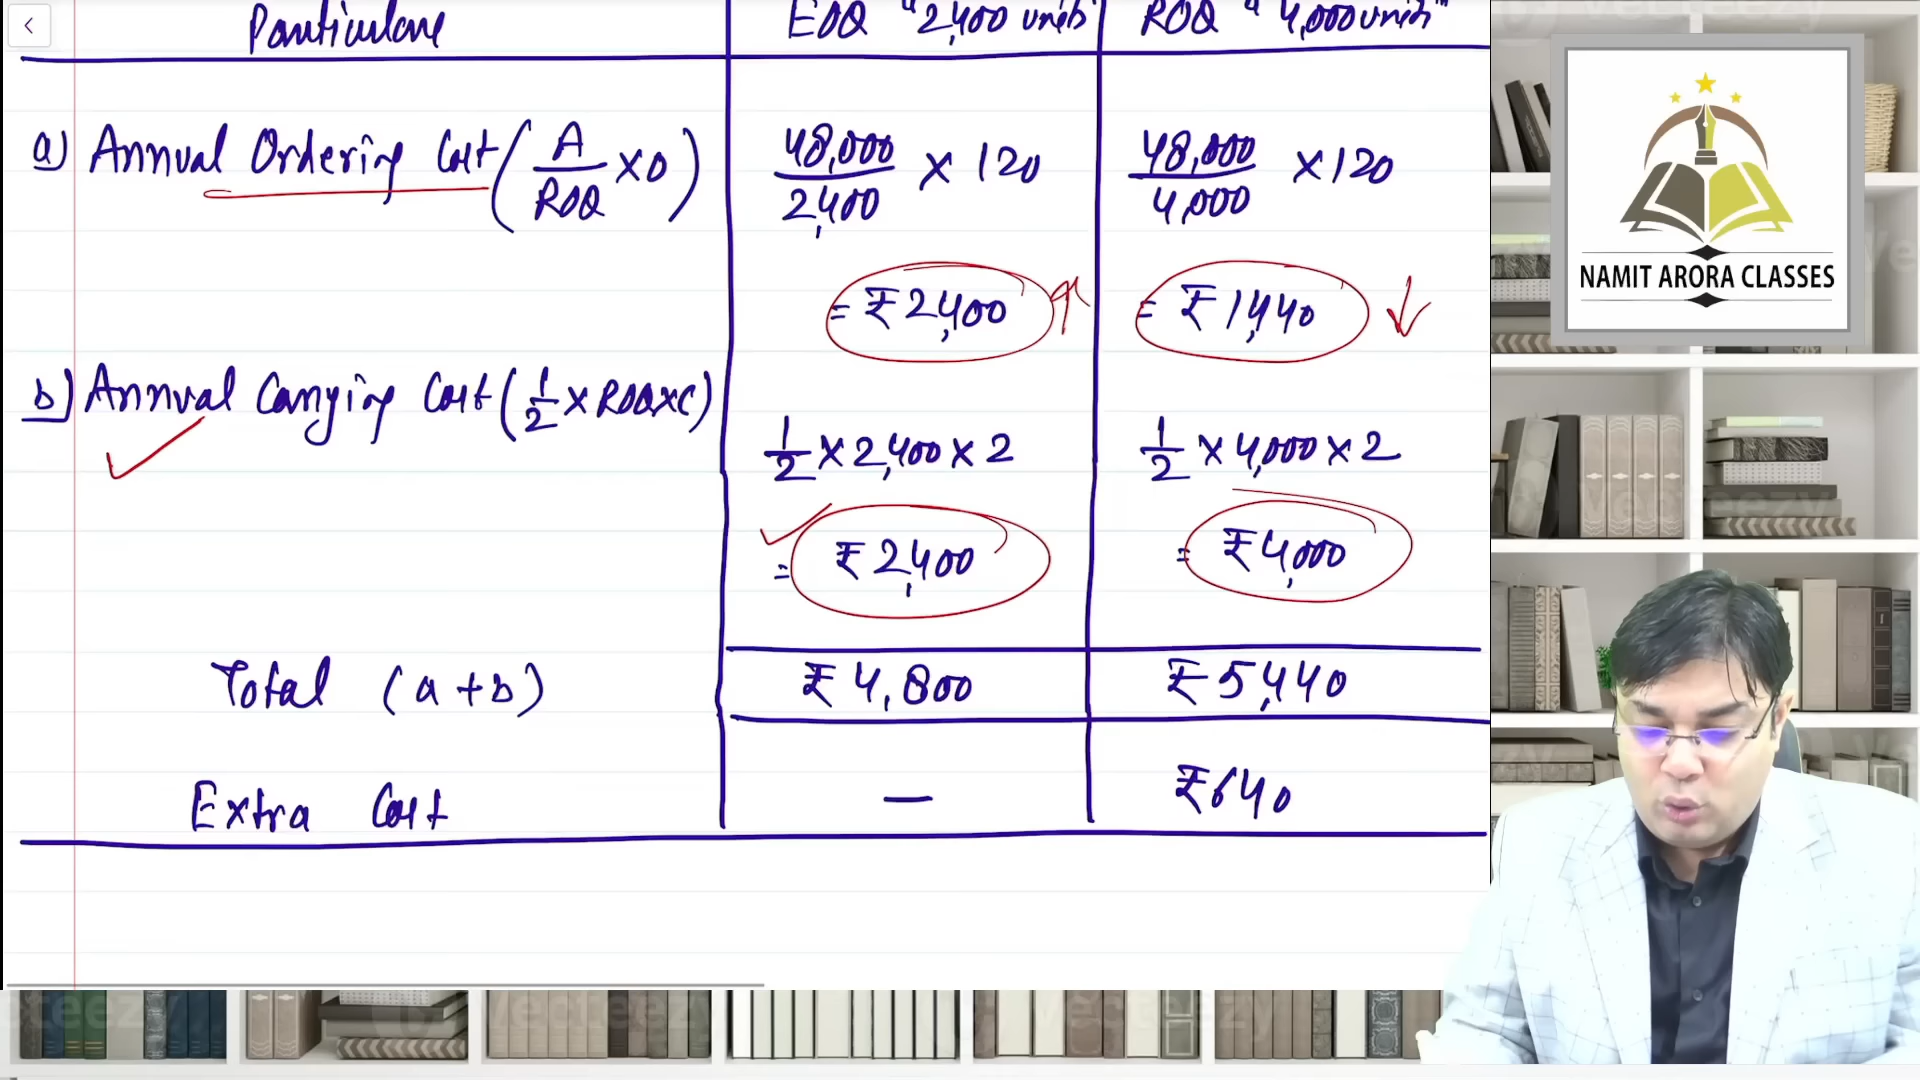 Particulars EOQ "2,400 units" ROQ "4,000 units"
a) Annual Ordering Cost (A/ROQ × O) 48,000/2,400 × 120 48,000/4,000 × 120
= ₹2,400 = ₹1,440
b) Annual Carrying Cost (1/2 × ROQ × C)
1/2 × 2,400 × 2 1/2 × 4,000 × 2
= ₹2,400 = ₹4,000
Total (a + b) ₹4,800 ₹5,440
Extra Cost — ₹640
NAMIT ARORA CLASSES